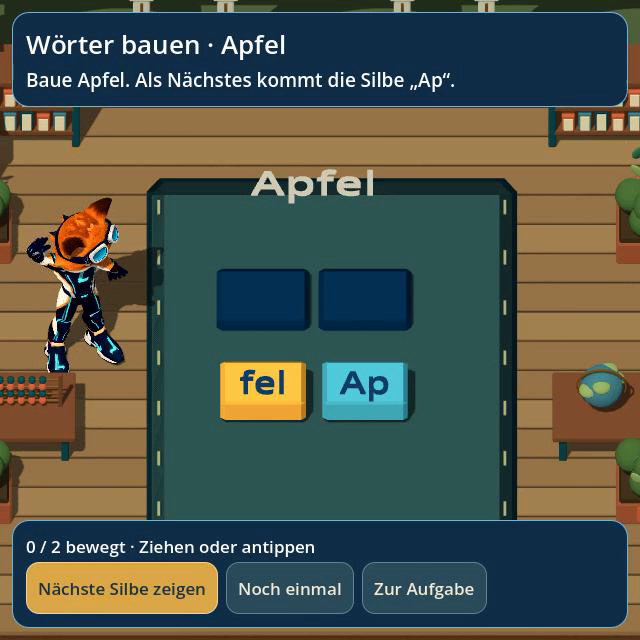 Wörter bauen · Apfel
Baue Apfel. Als Nächstes kommt die Silbe „Ap“.
Apfel
fel Ap
0 / 2 bewegt · Ziehen oder antippen
Nächste Silbe zeigen Noch einmal Zur Aufgabe